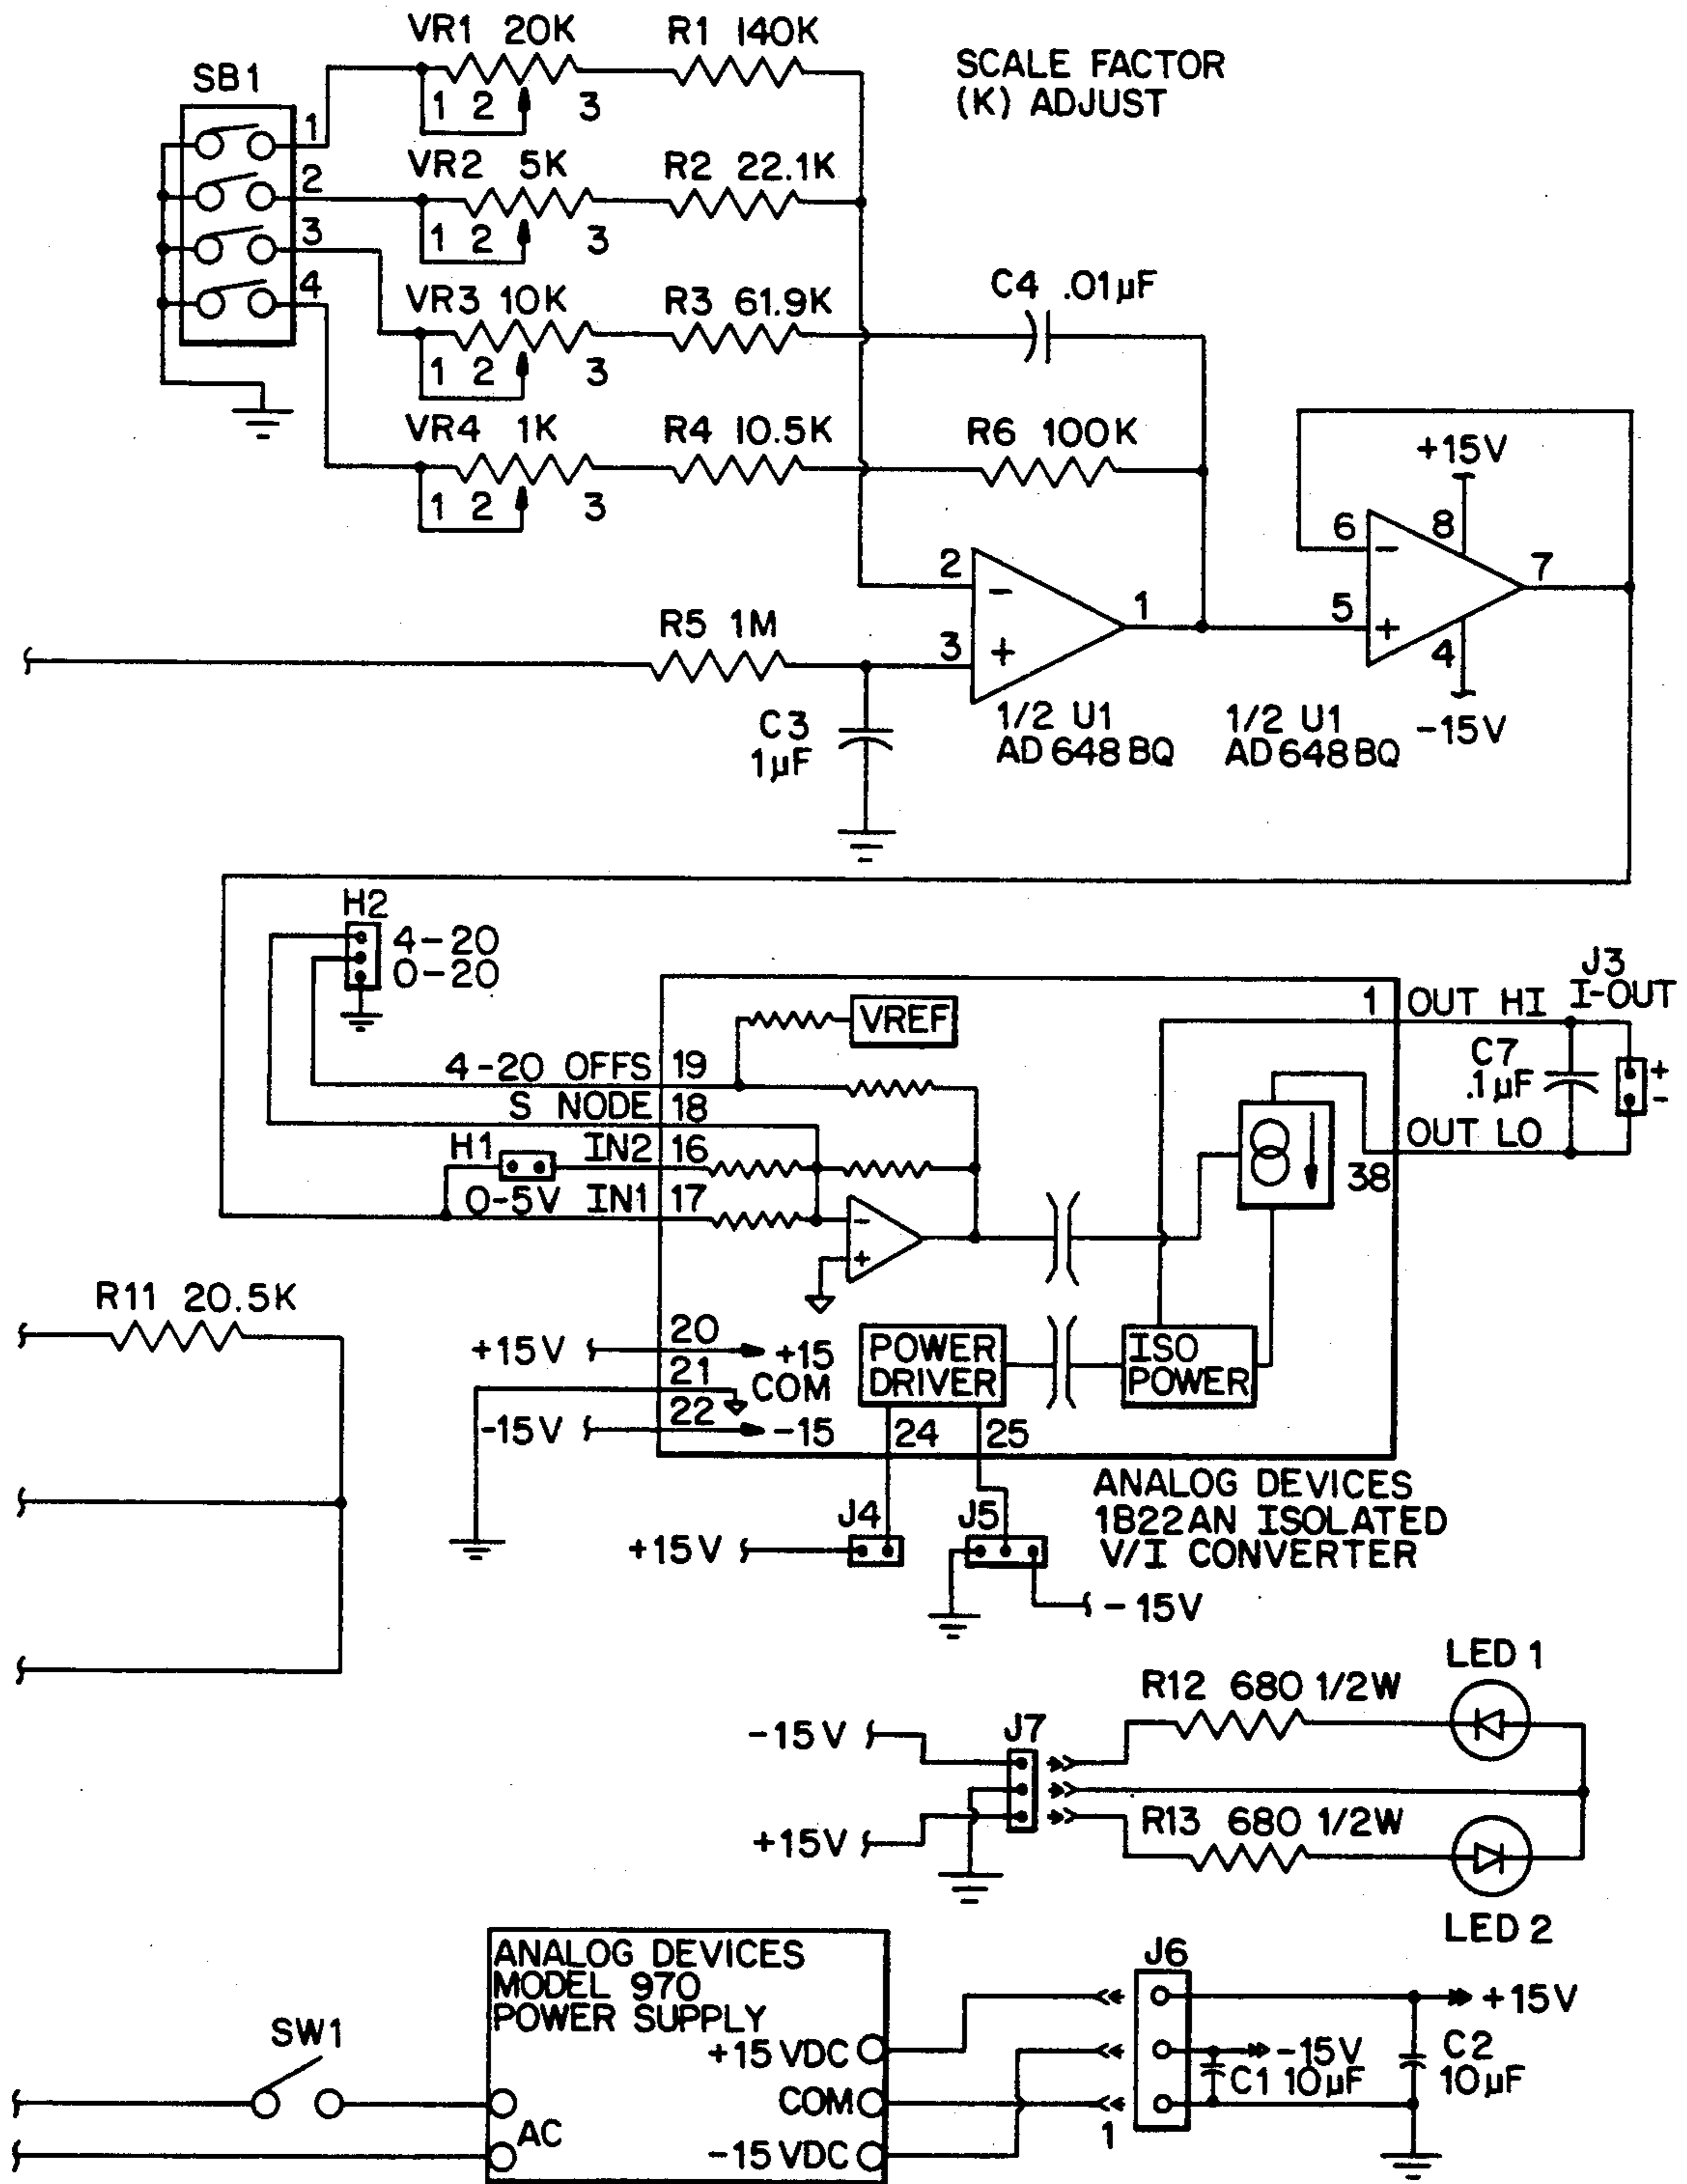 VR1 20K R1 140K
SCALE FACTOR
(K) ADJUST
SB1
1 2 3
1
VR2 5K R2 22.1K
2
1 2 3
3
C4 .01µF
4
VR3 10K R3 61.9K
1 2 3
VR4 1K R4 10.5K R6 100K
+15V
1 2 3
8
6
−
2
−
7
1
5
+
R5 1M
3
+
4
−15V
C3
1µF
1/2 U1
AD648BQ
1/2 U1
AD648BQ
H2
4-20
0-20
J3
I-OUT
1 OUT HI
VREF
C7
.1µF
+
-
4-20 OFFS 19
S NODE 18
H1 IN2 16
OUT LO
38
0-5V IN1 17
−
+
R11 20.5K
+15V
20
+15
21
COM
-15V
22
-15
POWER
DRIVER
ISO
POWER
24 25
ANALOG DEVICES
1B22AN ISOLATED
V/I CONVERTER
J4 J5
+15V
-15V
LED 1
R12 680 1/2W
-15V
J7
+15V
R13 680 1/2W
LED 2
ANALOG DEVICES
MODEL 970
POWER SUPPLY
J6
+15V
SW1
+15 VDC
-15V
C1 10µF
C2
10µF
COM
AC
1
-15 VDC